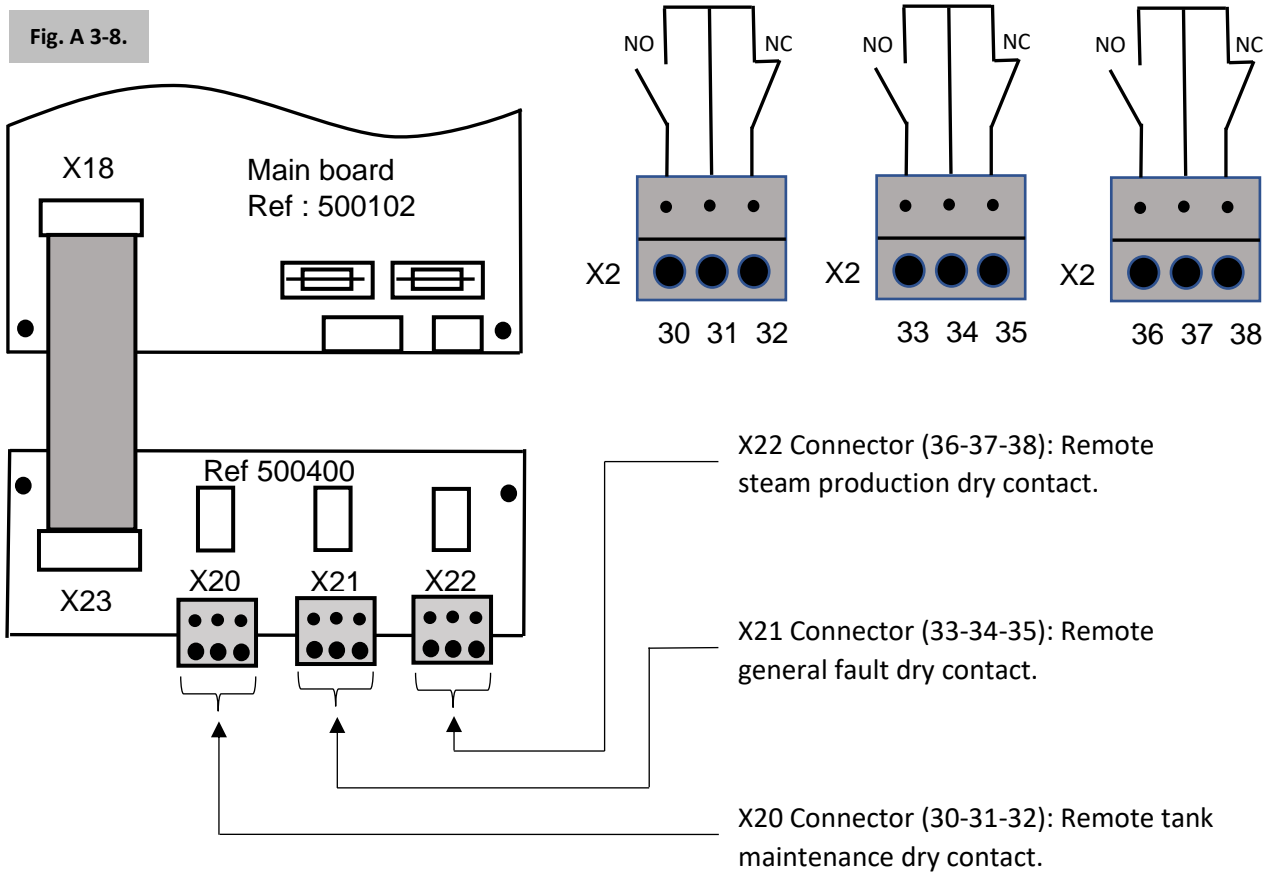 Fig. A 3-8.
NO NC NO NC NO NC
X18
Main board
Ref : 500102
X2 X2 X2
30 31 32 33 34 35 36 37 38
X22 Connector (36-37-38): Remote
steam production dry contact.
Ref 500400
X20 X21 X22
X23
X21 Connector (33-34-35): Remote
general fault dry contact.
X20 Connector (30-31-32): Remote tank
maintenance dry contact.